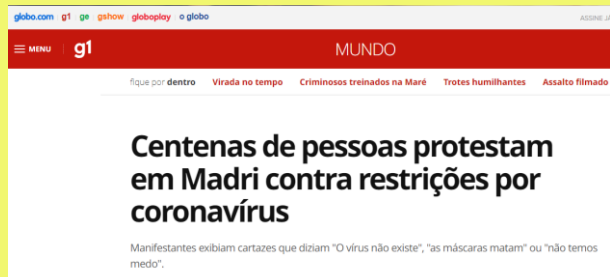 globo.com g1 ge gshow globoplay o globo ASSINE JÁ
MENU g1 MUNDO
fique por dentro Virada no tempo Criminosos treinados na Maré Trotes humilhantes Assalto filmado
Centenas de pessoas protestam
em Madri contra restrições por
coronavírus
Manifestantes exibiam cartazes que diziam "O vírus não existe", "as máscaras matam" ou "não temos
medo".